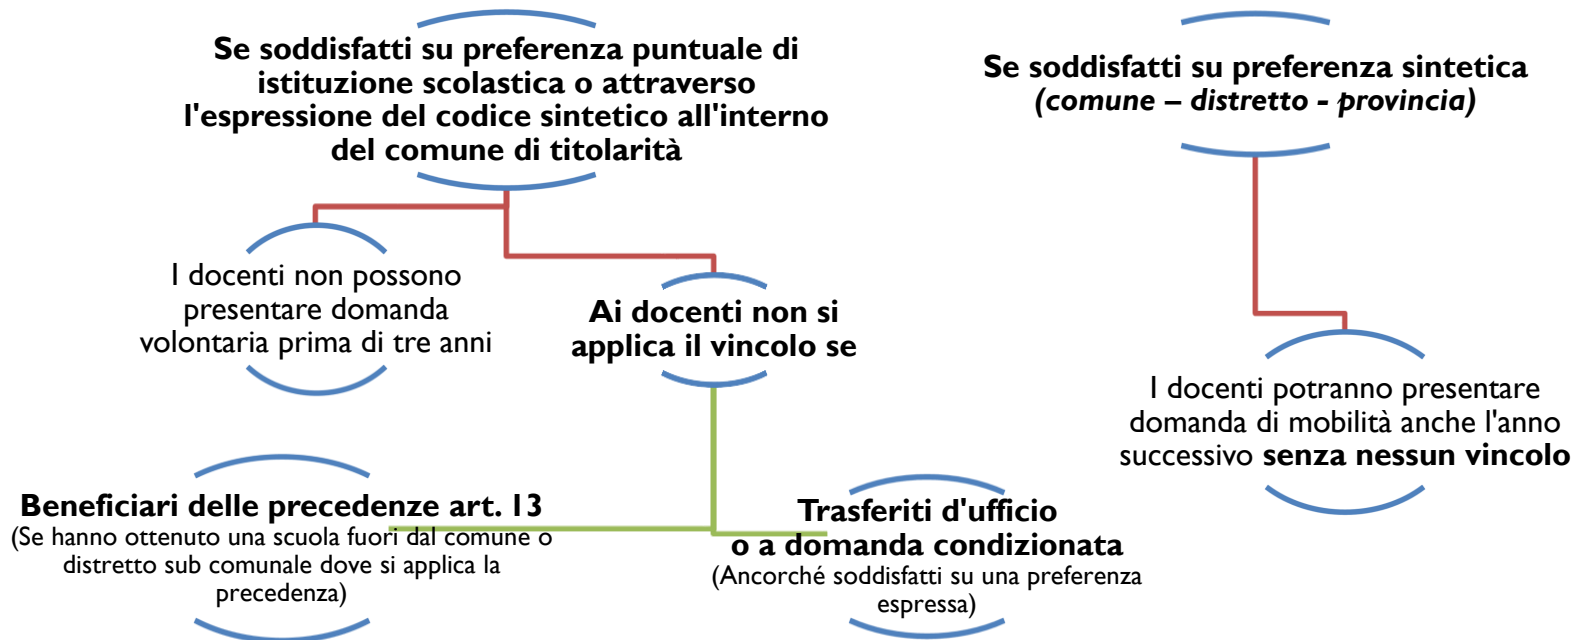 Se soddisfatti su preferenza puntuale di
istituzione scolastica o attraverso
l'espressione del codice sintetico all'interno
del comune di titolarità
Se soddisfatti su preferenza sintetica
(comune – distretto - provincia)
I docenti non possono
presentare domanda
volontaria prima di tre anni
Ai docenti non si
applica il vincolo se
I docenti potranno presentare
domanda di mobilità anche l'anno
successivo senza nessun vincolo
Beneficiari delle precedenze art. 13
(Se hanno ottenuto una scuola fuori dal comune o
distretto sub comunale dove si applica la
precedenza)
Trasferiti d'ufficio
o a domanda condizionata
(Ancorché soddisfatti su una preferenza
espressa)